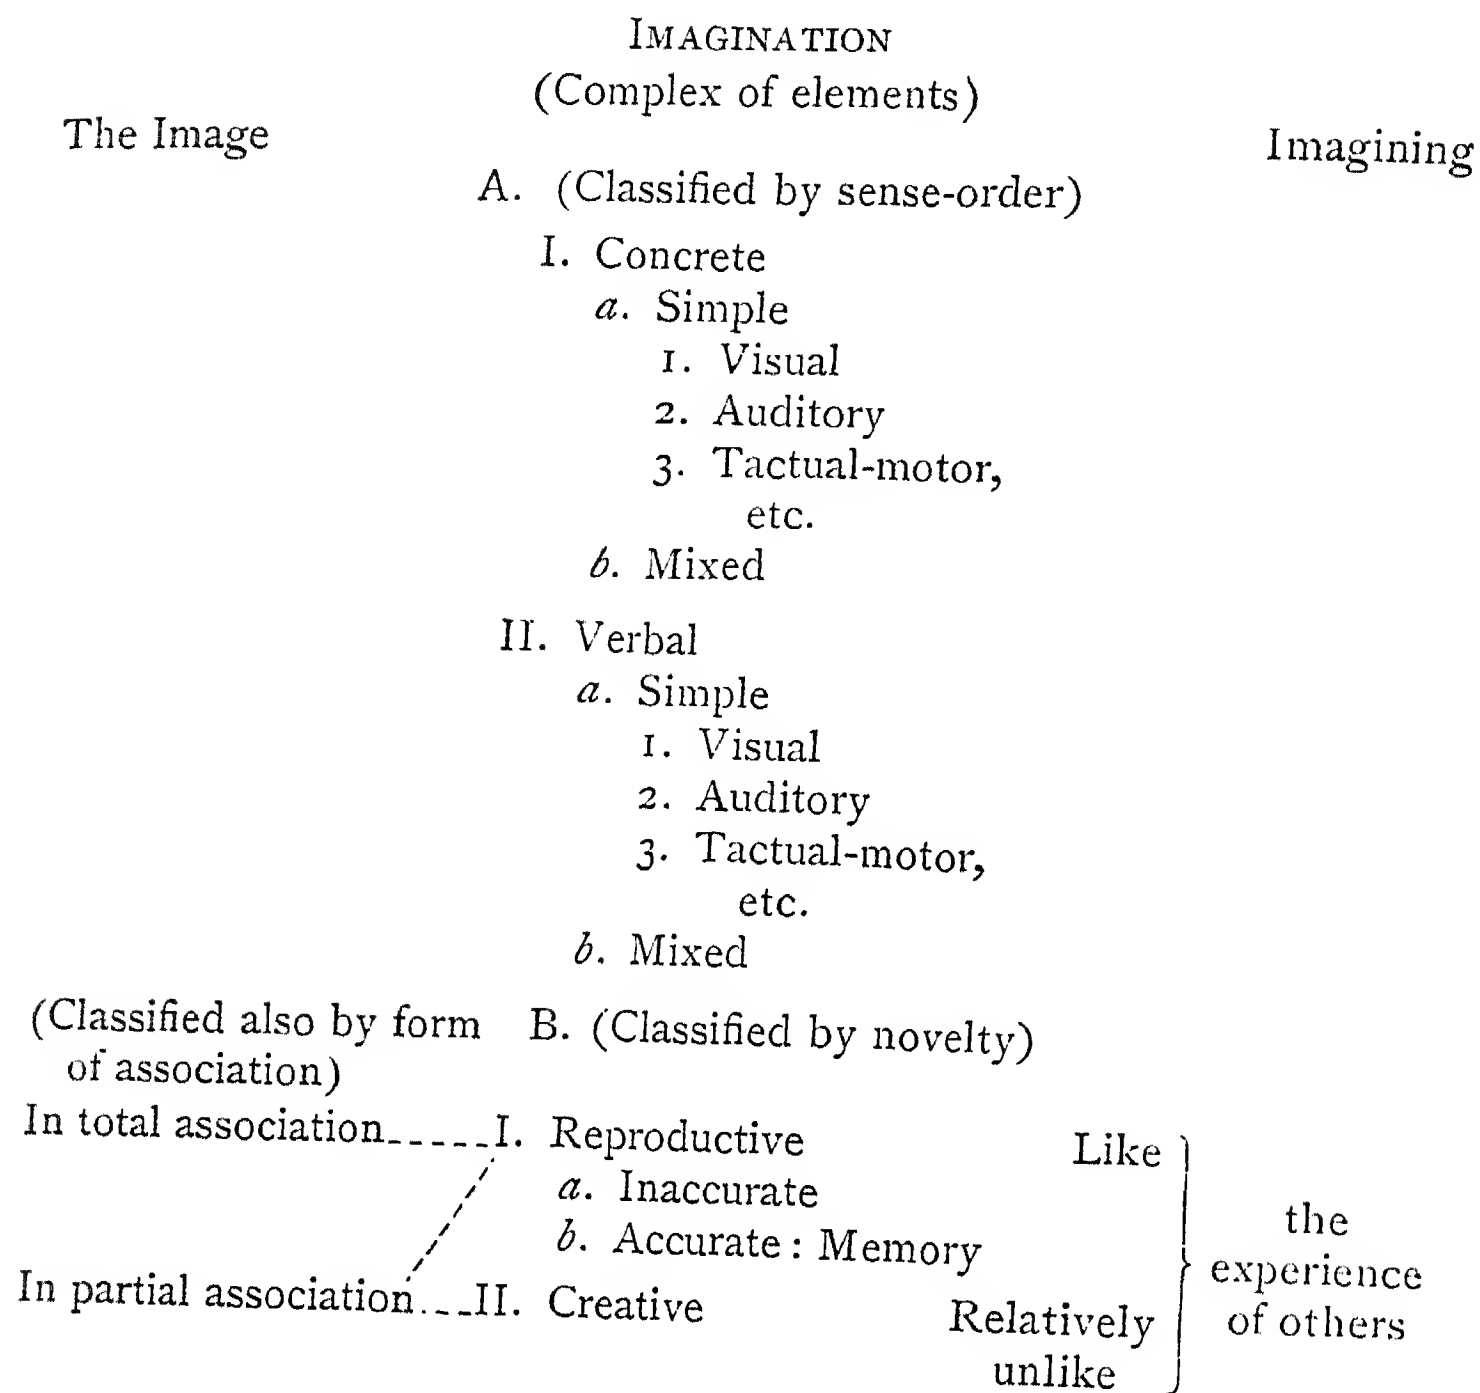 IMAGINATION
(Complex of elements)
The Image Imagining
A. (Classified by sense-order)
I. Concrete
a. Simple
1. Visual
2. Auditory
3. Tactual-motor,
etc.
b. Mixed
II. Verbal
a. Simple
1. Visual
2. Auditory
3. Tactual-motor,
etc.
b. Mixed
(Classified also by form B. (Classified by novelty)
of association)
In total association-----I. Reproductive Like
a. Inaccurate
b. Accurate: Memory
the
experience
of others
In partial association---II. Creative Relatively
unlike